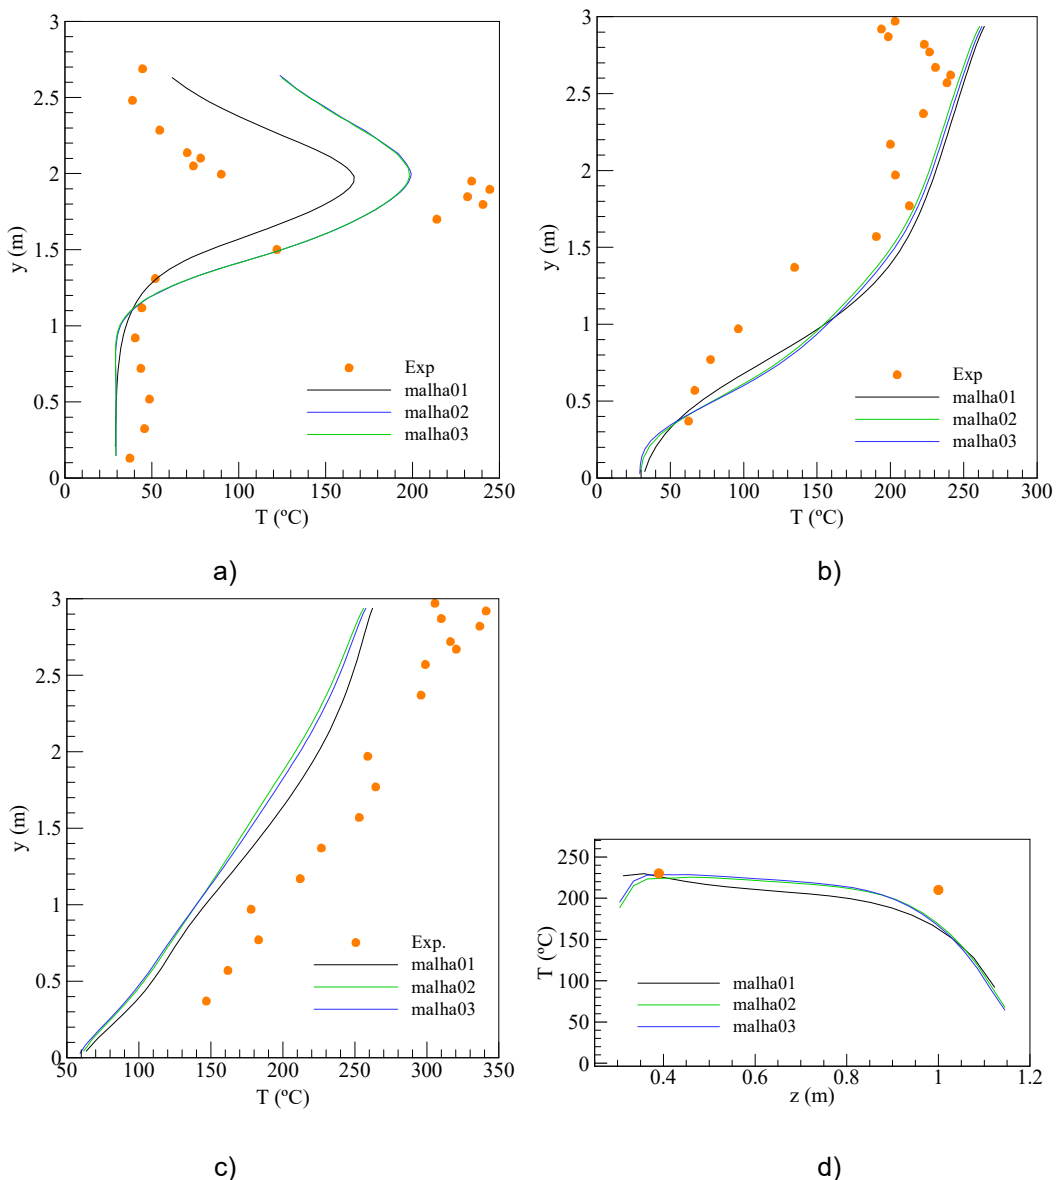 3
2.5
2
1.5
1
0.5
0
y (m)
0 50 100 150 200 250
T (ºC)
Exp
malha01
malha02
malha03
a)
3
2.5
2
1.5
1
0.5
0
y (m)
0 50 100 150 200 250 300
T (ºC)
Exp
malha01
malha02
malha03
b)
3
2.5
2
1.5
1
0.5
0
y (m)
50 100 150 200 250 300 350
T (ºC)
Exp.
malha01
malha02
malha03
c)
250
200
150
100
50
0
T (ºC)
0.4 0.6 0.8 1 1.2
z (m)
malha01
malha02
malha03
d)